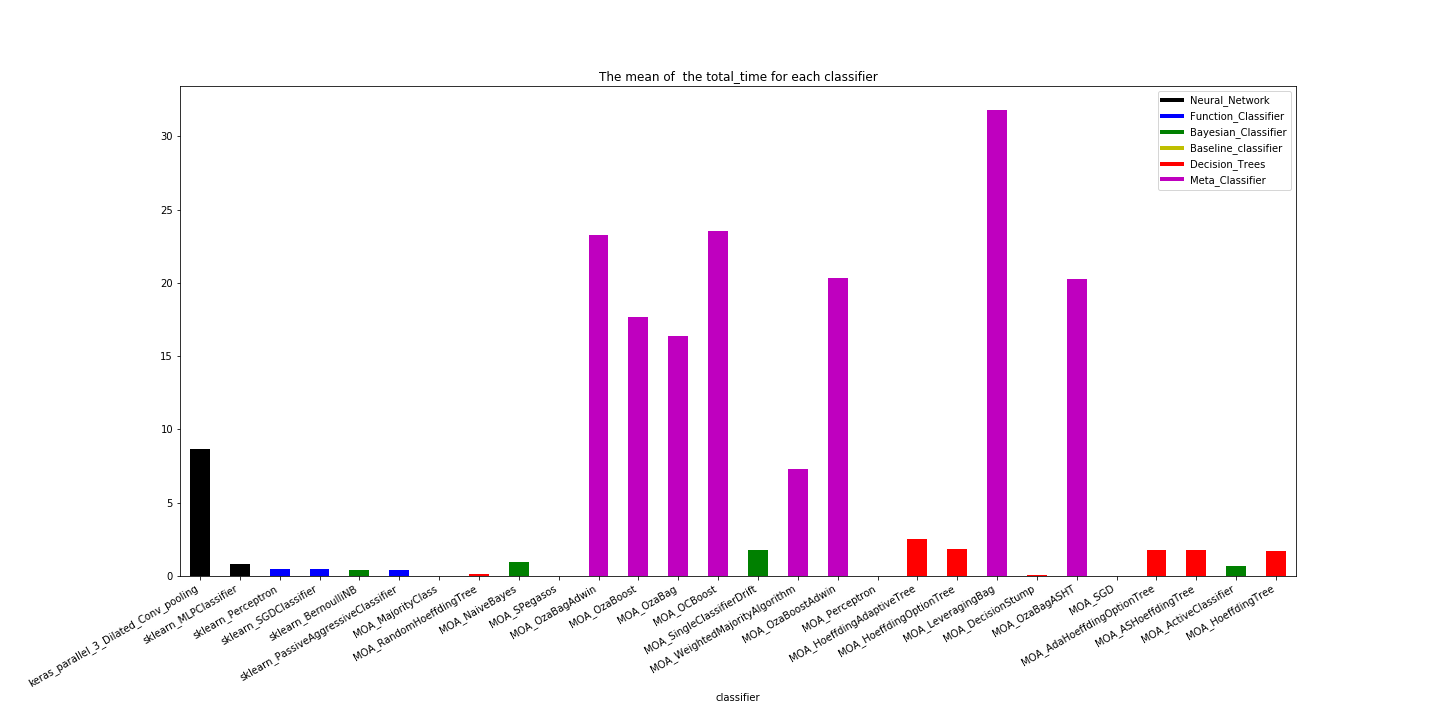 The mean of  the total_time for each classifier
Neural_Network
Function_Classifier
Bayesian_Classifier
Baseline_classifier
Decision_Trees
Meta_Classifier
30
25
20
15
10
5
0
keras_parallel_3_Dilated_Conv_pooling
sklearn_MLPClassifier
sklearn_Perceptron
sklearn_SGDClassifier
sklearn_BernoulliNB
sklearn_PassiveAggressiveClassifier
MOA_MajorityClass
MOA_RandomHoeffdingTree
MOA_NaiveBayes
MOA_SPegasos
MOA_OzaBagAdwin
MOA_OzaBoost
MOA_OzaBag
MOA_OCBoost
MOA_SingleClassifierDrift
MOA_WeightedMajorityAlgorithm
MOA_OzaBoostAdwin
MOA_Perceptron
MOA_HoeffdingAdaptiveTree
MOA_HoeffdingOptionTree
MOA_LeveragingBag
MOA_DecisionStump
MOA_OzaBagASHT
MOA_SGD
MOA_AdaHoeffdingOptionTree
MOA_ASHoeffdingTree
MOA_ActiveClassifier
MOA_HoeffdingTree
classifier